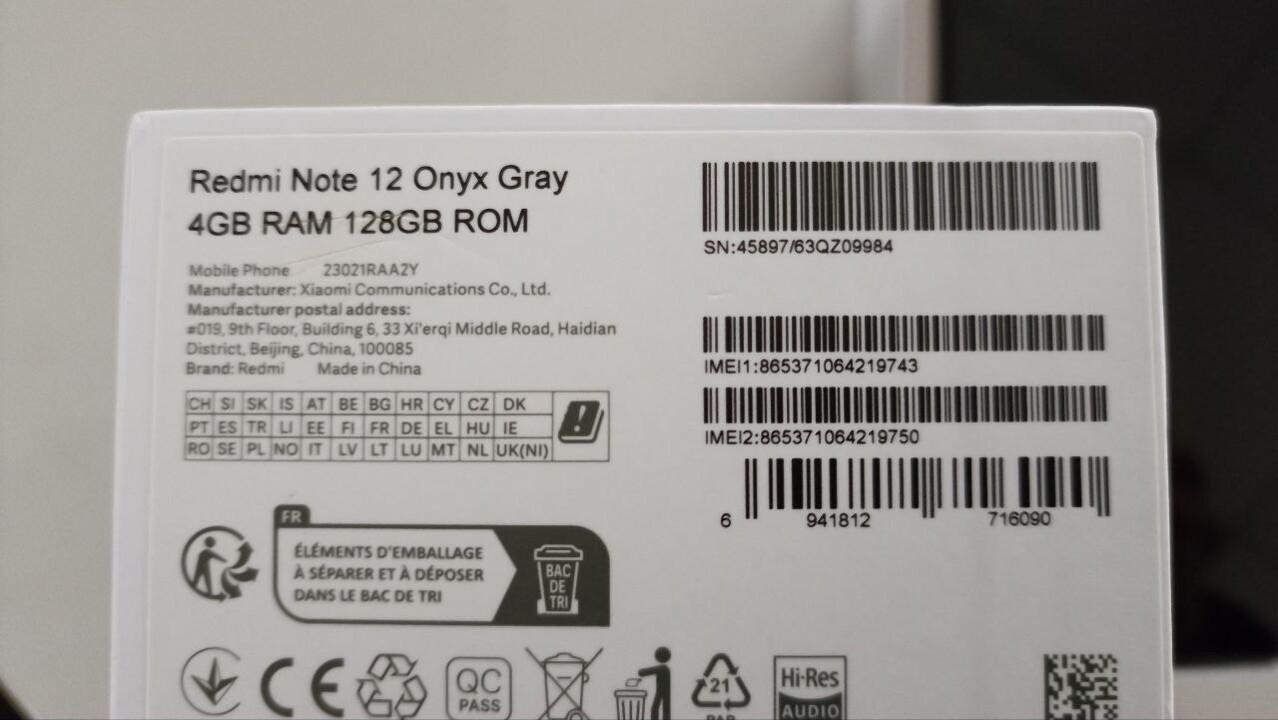 Redmi Note 12 Onyx Gray
4GB RAM 128GB ROM
Mobile Phone 23021RAA2Y
Manufacturer: Xiaomi Communications Co., Ltd.
Manufacturer postal address:
#019, 9th Floor, Building 6, 33 Xi'erqi Middle Road, Haidian
District, Beijing, China, 100085
Brand: Redmi Made in China
CH SI SK IS AT BE BG HR CY CZ DK
PT ES TR LI EE FI FR DE EL HU IE
RO SE PL NO IT LV LT LU MT NL UK(NI)
SN:45897/63QZ09984
IMEI1:865371064219743
IMEI2:865371064219750
6 941812 716090
FR
ÉLÉMENTS D'EMBALLAGE
À SÉPARER ET À DÉPOSER
DANS LE BAC DE TRI
BAC
DE
TRI
CE
QC
PASS
21
PAP
Hi-Res
AUDIO